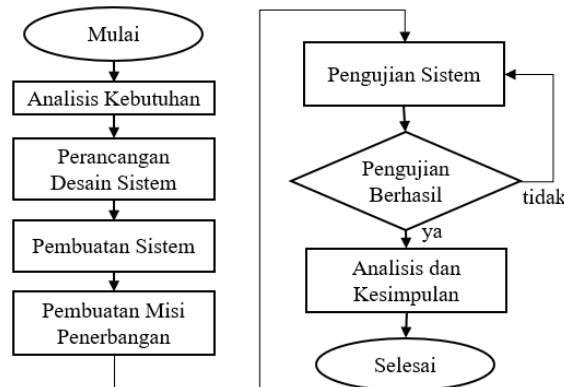 Mulai
Analisis Kebutuhan
Perancangan
Desain Sistem
Pembuatan Sistem
Pembuatan Misi
Penerbangan
Pengujian Sistem
Pengujian
Berhasil
tidak
ya
Analisis dan
Kesimpulan
Selesai